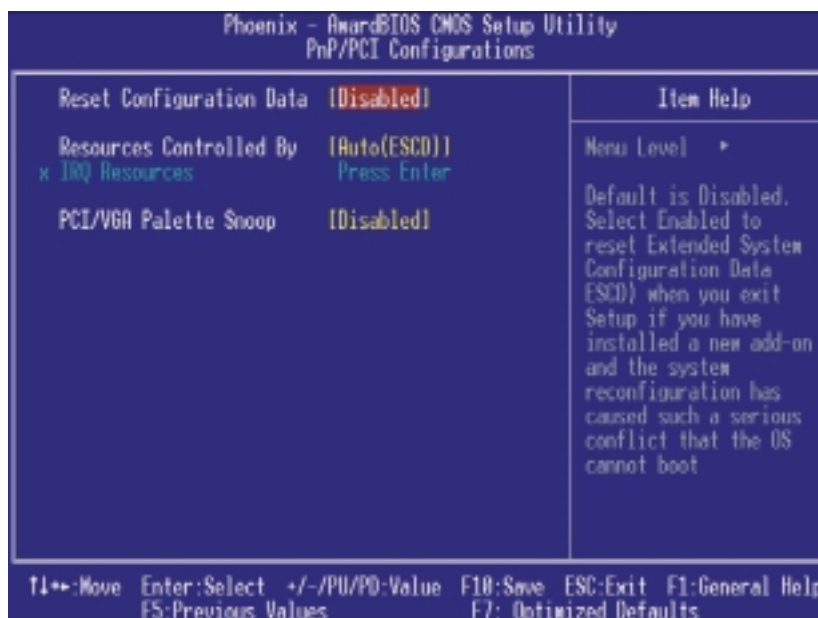 Phoenix - AwardBIOS CMOS Setup Utility
PnP/PCI Configurations
Reset Configuration Data [Disabled]
Resources Controlled By [Auto(ESCD)]
x IRQ Resources Press Enter
PCI/VGA Palette Snoop [Disabled]
Item Help
Menu Level ▸
Default is Disabled.
Select Enabled to
reset Extended System
Configuration Data
ESCD) when you exit
Setup if you have
installed a new add-on
and the system
reconfiguration has
caused such a serious
conflict that the OS
cannot boot
↑↓→←:Move Enter:Select +/-/PU/PD:Value F10:Save ESC:Exit F1:General Help
F5:Previous Values F7: Optimized Defaults